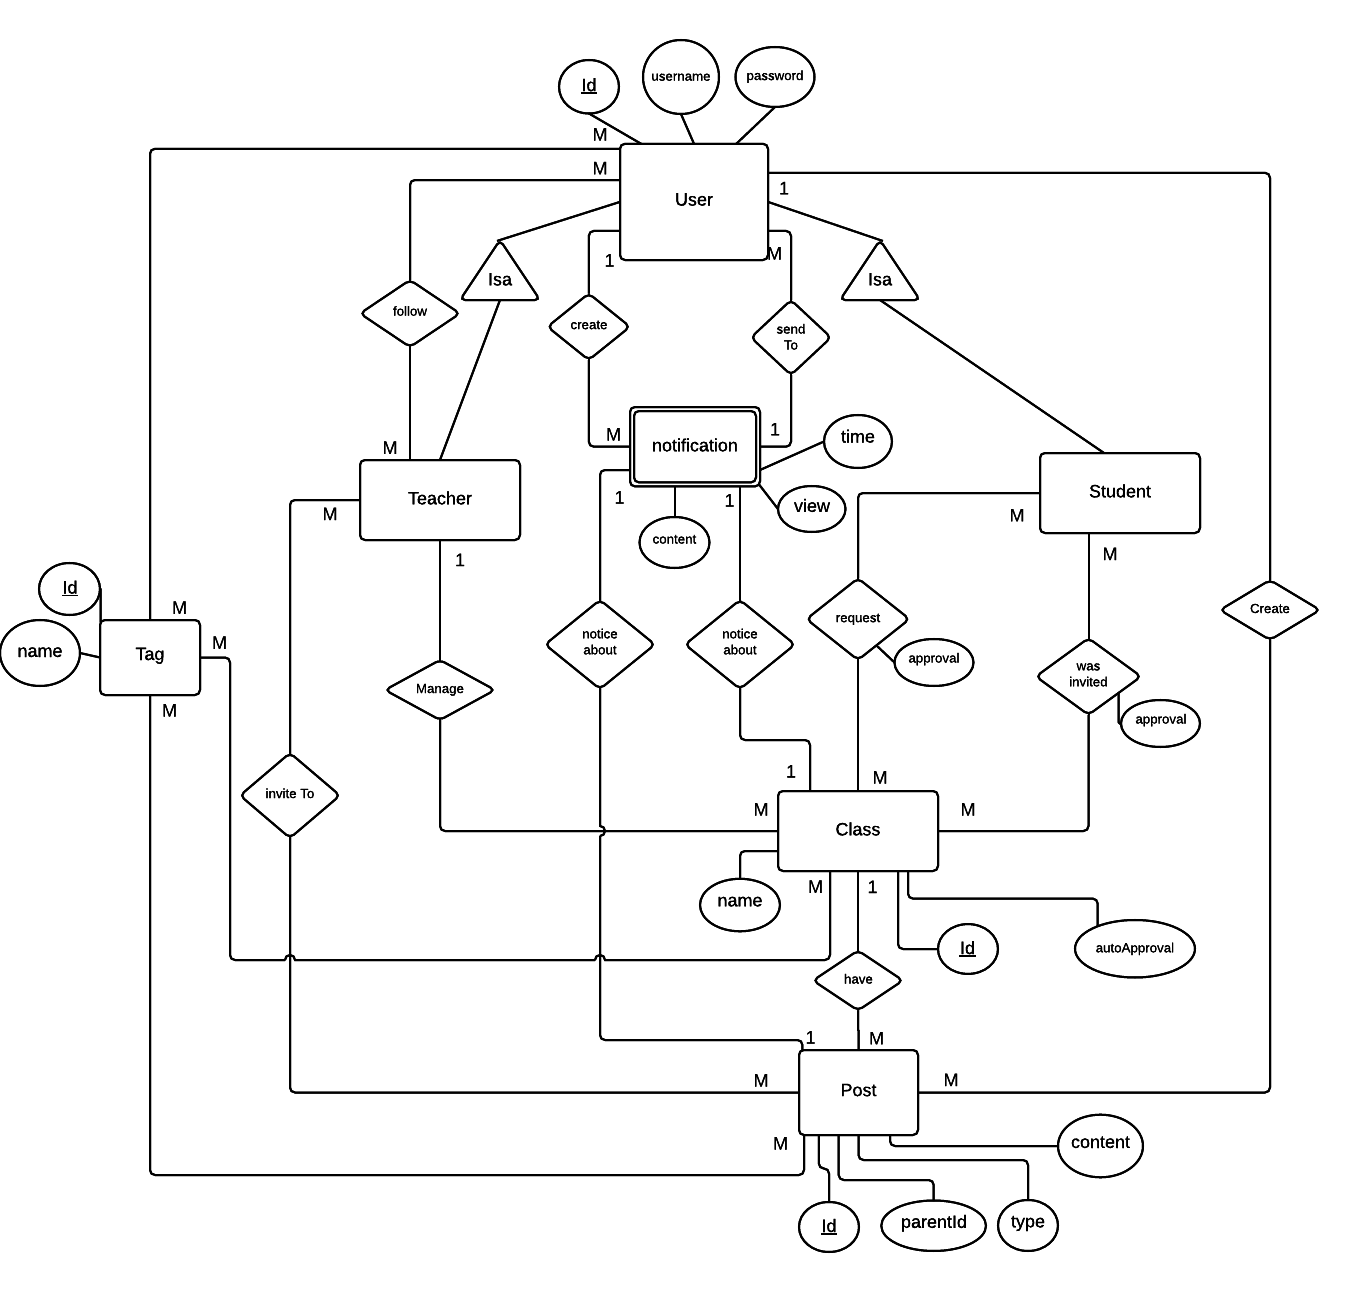 Id
username
password
M
M
User
1
1
M
Isa
Isa
follow
create
send
To
M
M
notification
1
time
Teacher
M
1
1
view
content
Student
M
M
1
M
Id
M
name
Tag
M
M
notice
about
notice
about
request
approval
was
invited
approval
Create
Manage
invite To
1
M
M
M
Class
name
M
1
Id
autoApproval
have
1
M
M
Post
M
M
content
Id
parentId
type